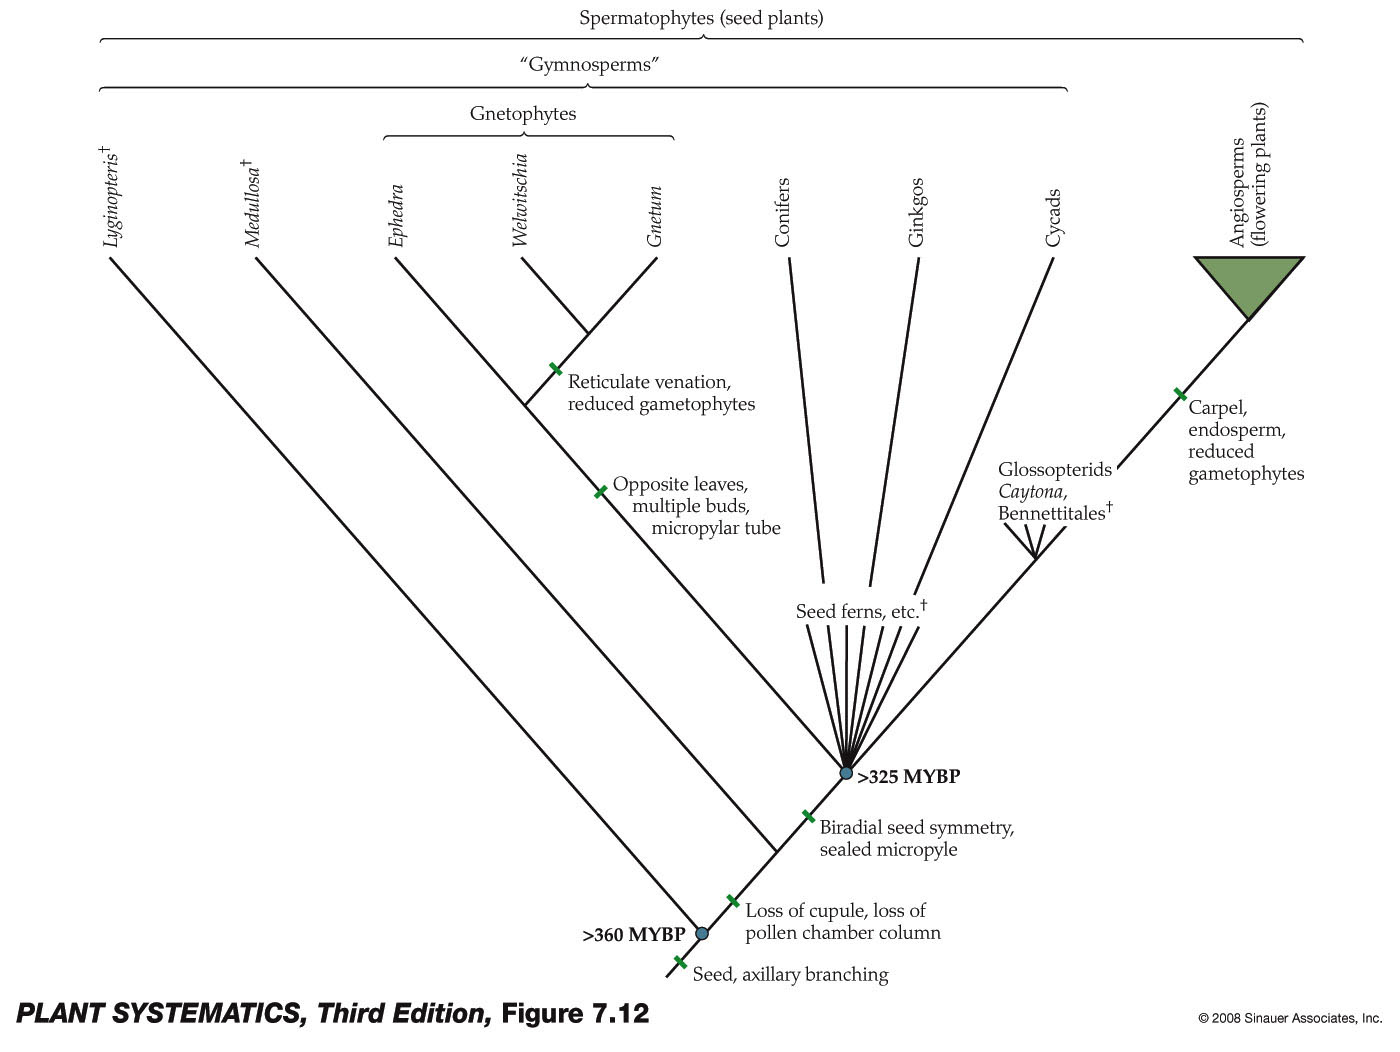 Spermatophytes (seed plants)
“Gymnosperms”
Gnetophytes
Lyginopteris†
Medullosa†
Ephedra
Welwitschia
Gnetum
Conifers
Ginkgos
Cycads
Angiosperms
(flowering plants)
Reticulate venation,
reduced gametophytes
Carpel,
endosperm,
reduced
gametophytes
Glossopterids
Caytona,
Bennettitales†
Opposite leaves,
multiple buds,
micropylar tube
Seed ferns, etc.†
>325 MYBP
Biradial seed symmetry,
sealed micropyle
Loss of cupule, loss of
pollen chamber column
>360 MYBP
Seed, axillary branching
PLANT SYSTEMATICS, Third Edition, Figure 7.12
© 2008 Sinauer Associates, Inc.